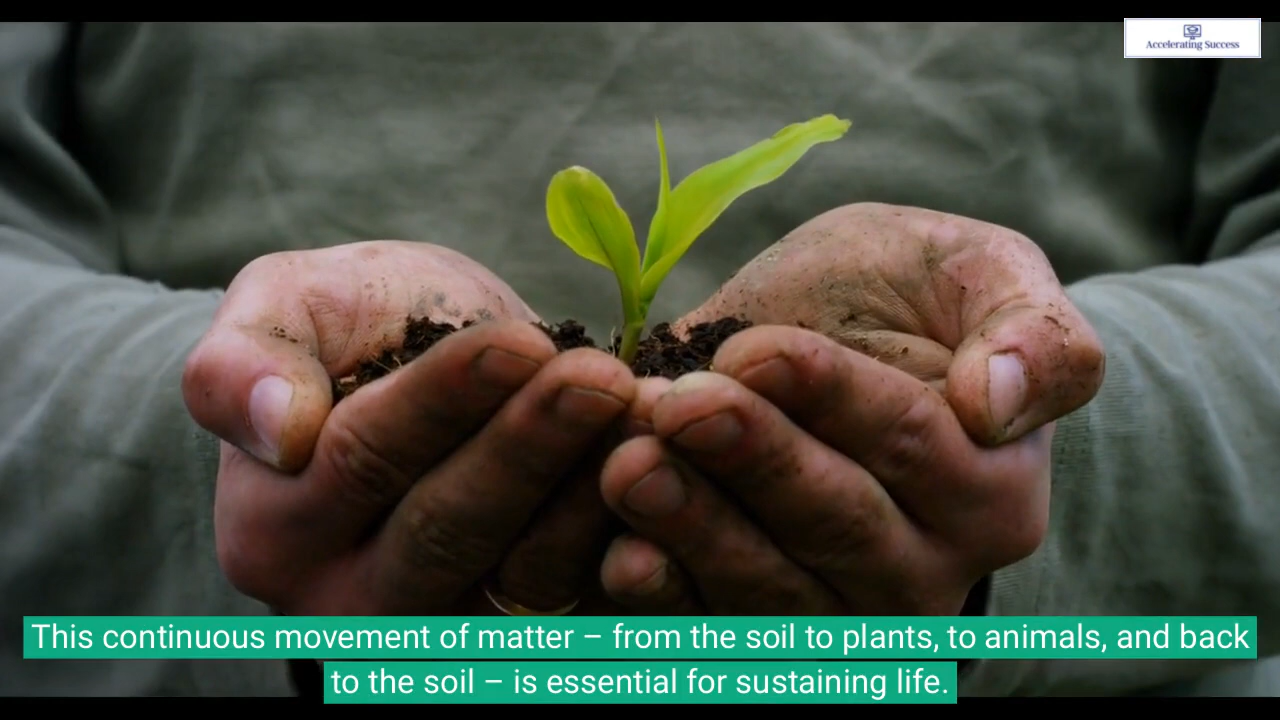 Accelerating Success
This continuous movement of matter – from the soil to plants, to animals, and back
to the soil – is essential for sustaining life.